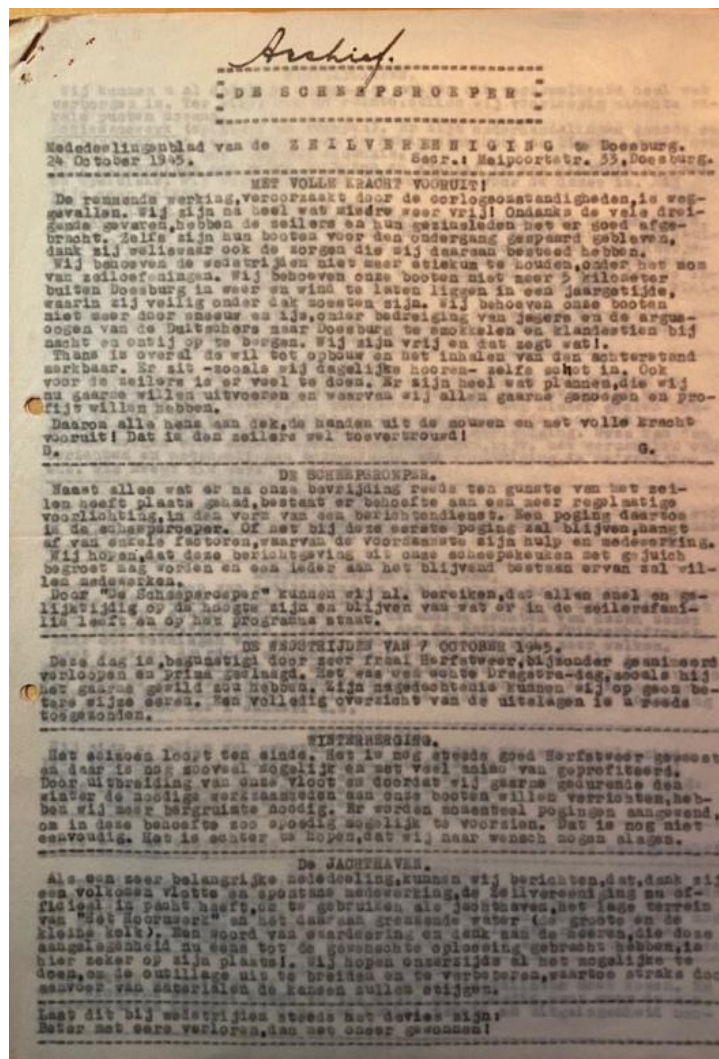 Archief.
DE SCHEEPSROEPER
Mededeelingenblad van de ZEILVEREENIGING te Doesburg.
24 October 1945. Secr.: Meipoortstr. 33, Doesburg.
MET VOLLE KRACHT VOORUIT!
De remmende werking,veroorzaakt door de oorlogsomstandigheden,is weg-
gevallen. Wij zijn na heel wat misère weer vrij! Ondanks de vele drei-
gende gevaren,hebben de zeilers en hun gezinsleden het er goed afge-
bracht. Zelfs zijn hun booten voor den ondergang gespaard gebleven,
dank zij weliswaar ook de zorgen die wij daaraan besteed hebben.
Wij behoeven de wedstrijden niet meer stiekum te houden,onder het mom
van zeiloefeningen. Wij behoeven onze booten niet meer 5 kilometer
buiten Doesburg in weer en wind te laten liggen in een jaargetijde,
waarin zij veilig onder dak moesten zijn. Wij behoeven onze booten
niet meer door sneeuw en ijs,onder bedreiging van jagers en de argus-
oogen van de Duitschers naar Doesburg te smokkelen en klandestien bij
nacht en ontij op te bergen. Wij zijn vrij en dat zegt wat!.
Thans is overal de wil tot opbouw en het inhalen van den achterstand
merkbaar. Er zit -zooals wij dagelijks hooren- zelfs schot in. Ook
voor de zeilers is er veel te doen. Er zijn heel wat plannen,die wij
nu gaarne willen uitvoeren en waarvan wij allen gaarne genoegen en pro-
fijt willen hebben.
Daarom alle hens aan dek,de handen uit de mouwen en met volle kracht
vooruit! Dat is den zeilers wel toevertrouwd!
D. G.
DE SCHEEPSROEPER.
Naast alles wat er na onze bevrijding reeds ten gunste van het zei-
len heeft plaats gehad,bestaat er behoefte aan een meer regelmatige
voorlichting,in den vorm van een berichtendienst. Een poging daartoe
is de scheepsroeper. Of het bij deze eerste poging zal blijven,hangt
af van enkele factoren,waarvan de voornaamste zijn hulp en medewerking.
Wij hopen,dat deze berichtgeving uit onze scheepskeuken met gejuich
begroet mag worden en een ieder aan het blijvend bestaan ervan zal wil-
len medewerken.
Door "De Scheepsroeper" kunnen wij nl. bereiken,dat allen snel en ge-
lijktijdig op de hoogte zijn en blijven van wat er in de zeilersfami-
lie leeft en op het programma staat.
DE WEDSTRIJDEN VAN 7 OCTOBER 1945.
Deze dag is,begunstigd door zeer fraai Herfstweer,bijzonder geanimeerd
verloopen en prima geslaagd. Het was een echte Dragstra-dag,zooals hij
het gaarne gewild zou hebben. Zijn nagedachtenis kunnen wij op geen be-
tere wijze eeren. Een volledig overzicht van de uitslagen is u reeds
toegezonden.
WINTERBERGING.
Het seizoen loopt ten einde. Het is nog steeds goed Herfstweer geweest
en daar is nog zooveel mogelijk en met veel animo van geprofiteerd.
Door uitbreiding van onze vloot en doordat wij gaarne gedurende den
winter de noodige werkzaamheden aan onze booten willen verrichten,heb-
ben wij meer bergruimte noodig. Er worden momenteel pogingen aangewend,
om in deze behoefte zoo spoedig mogelijk te voorzien. Dat is nog niet
eenvoudig. Het is echter te hopen,dat wij naar wensch mogen slagen.
De JACHTHAVEN.
Als een zeer belangrijke mededeeling,kunnen wij berichten,dat,dank zij
een volkomen vlotte en spontane medewerking,de Zeilvereeniging nu of-
ficieel in pacht heeft,om te gebruiken als jachthaven,het lage terrein
van "Het Hoornwerk" en het daar aan grenzende water (de groote en de
kleine kolk). Een woord van waardeering en dank aan de heeren,die deze
aangelegenheid nu eens tot de gewenschte oplossing gebracht hebben,is
hier zeker op zijn plaats!. Wij hopen onzerzijds al het mogelijke te
doen,om de outillage uit te breiden en te verbeteren,waartoe straks door
aanvoer van materialen de kansen zullen stijgen.
Laat dit bij wedstrijden steeds het devies zijn:
Beter met eere verloren,dan met oneer gewonnen!